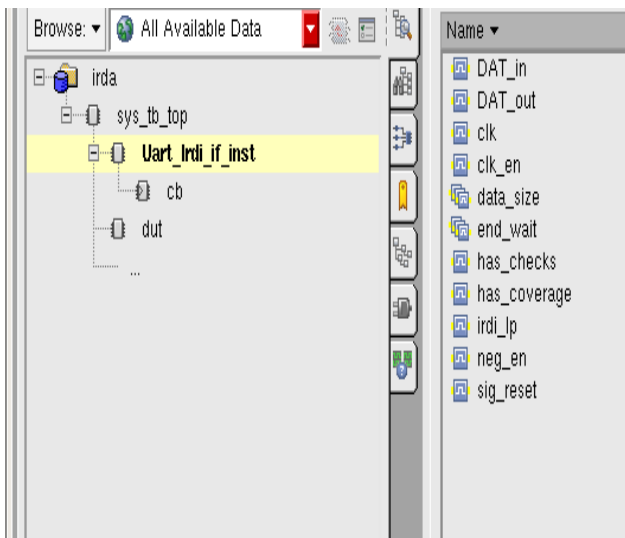 Browse: All Available Data
irda
sys_tb_top
Uart_Irdi_if_inst
cb
dut
...
Name
DAT_in
DAT_out
clk
clk_en
data_size
end_wait
has_checks
has_coverage
irdi_lp
neg_en
sig_reset